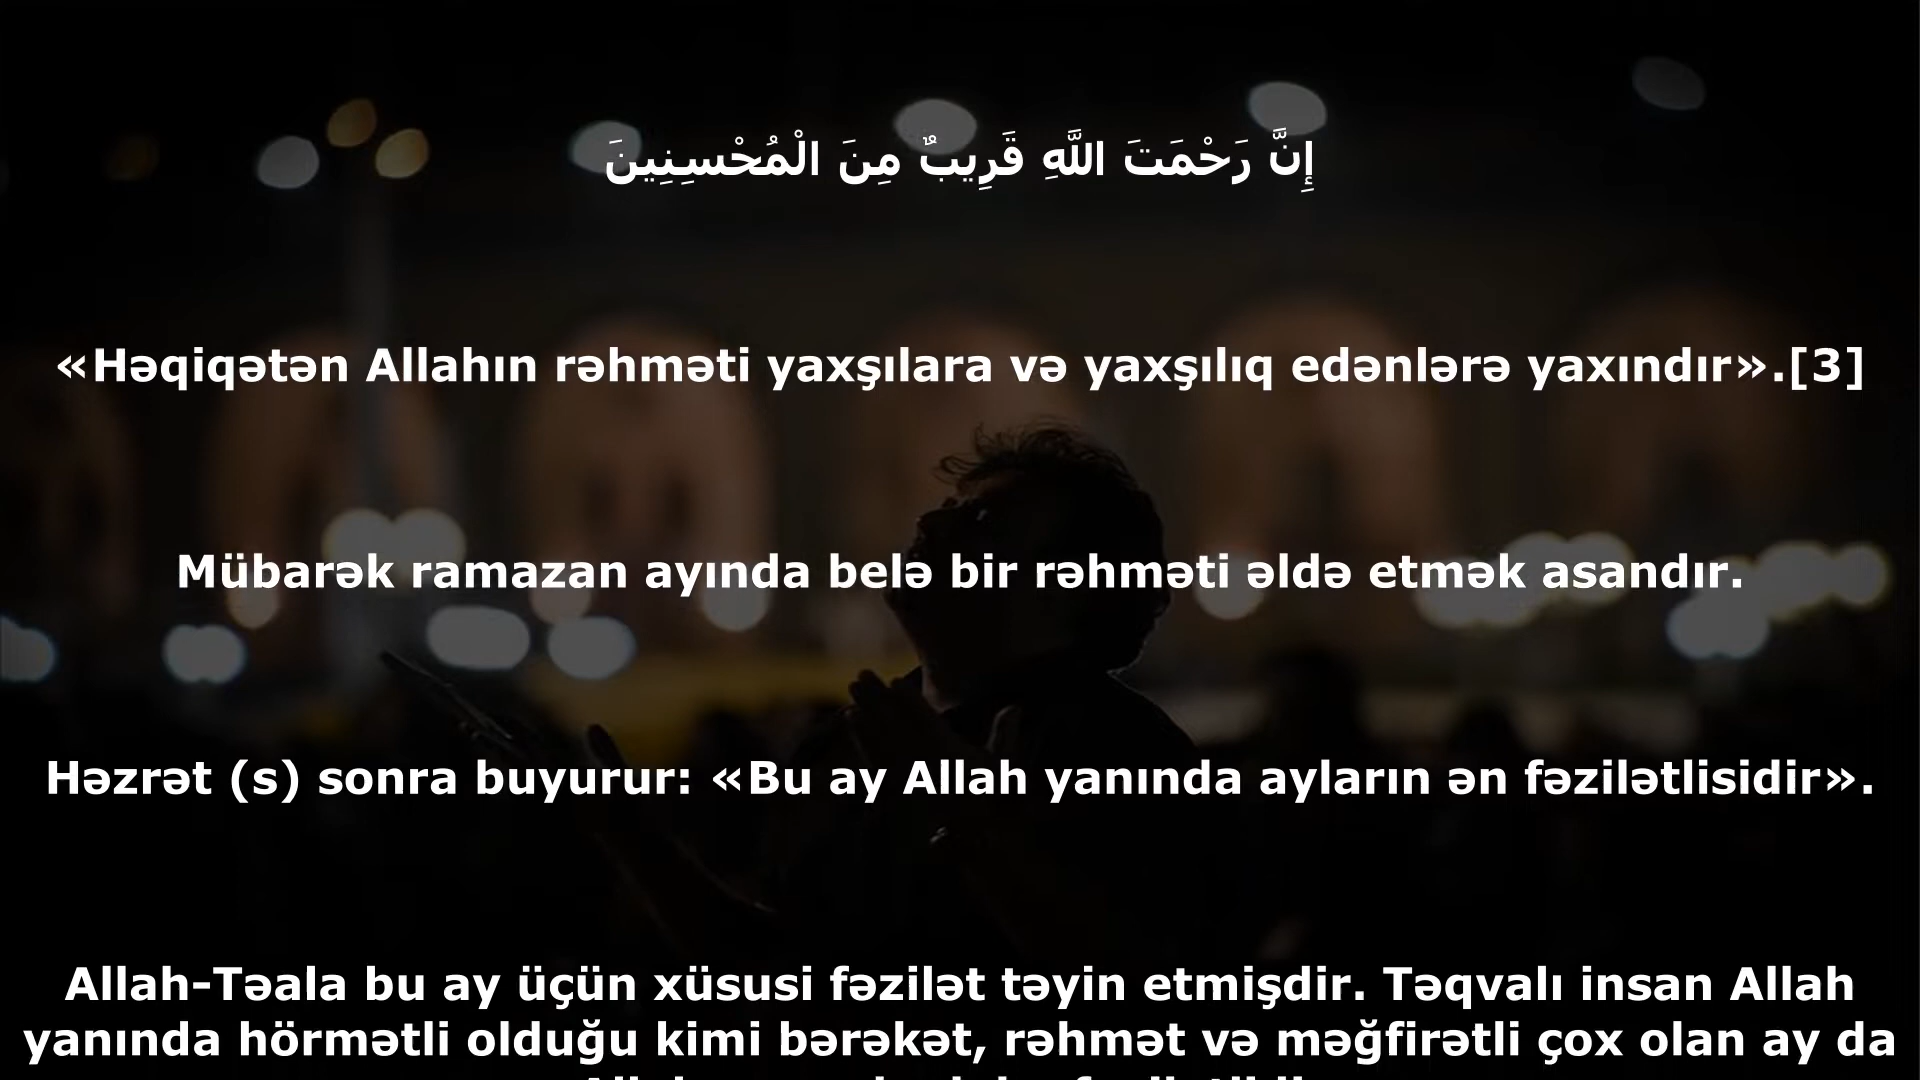 إِنَّ رَحْمَتَ اللَّهِ قَرِيبٌ مِنَ الْمُحْسِنِينَ
«Həqiqətən Allahın rəhməti yaxşılara və yaxşılıq edənlərə yaxındır».[3]
Mübarək ramazan ayında belə bir rəhməti əldə etmək asandır.
Həzrət (s) sonra buyurur: «Bu ay Allah yanında ayların ən fəzilətlisidir».
Allah-Təala bu ay üçün xüsusi fəzilət təyin etmişdir. Təqvalı insan Allah
yanında hörmətli olduğu kimi bərəkət, rəhmət və məğfirətli çox olan ay da